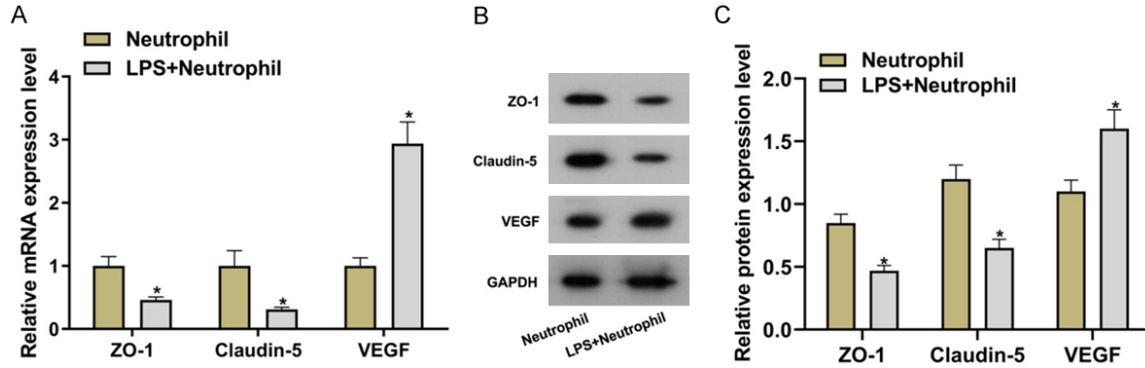 A
Neutrophil
LPS+Neutrophil
Relative mRNA expression level
4
3
2
1
0
*
*
*
ZO-1
Claudin-5
VEGF
B
ZO-1
Claudin-5
VEGF
GAPDH
Neutrophil
LPS+Neutrophil
C
Neutrophil
LPS+Neutrophil
Relative protein expression level
2.0
1.5
1.0
0.5
0.0
*
*
*
ZO-1
Claudin-5
VEGF